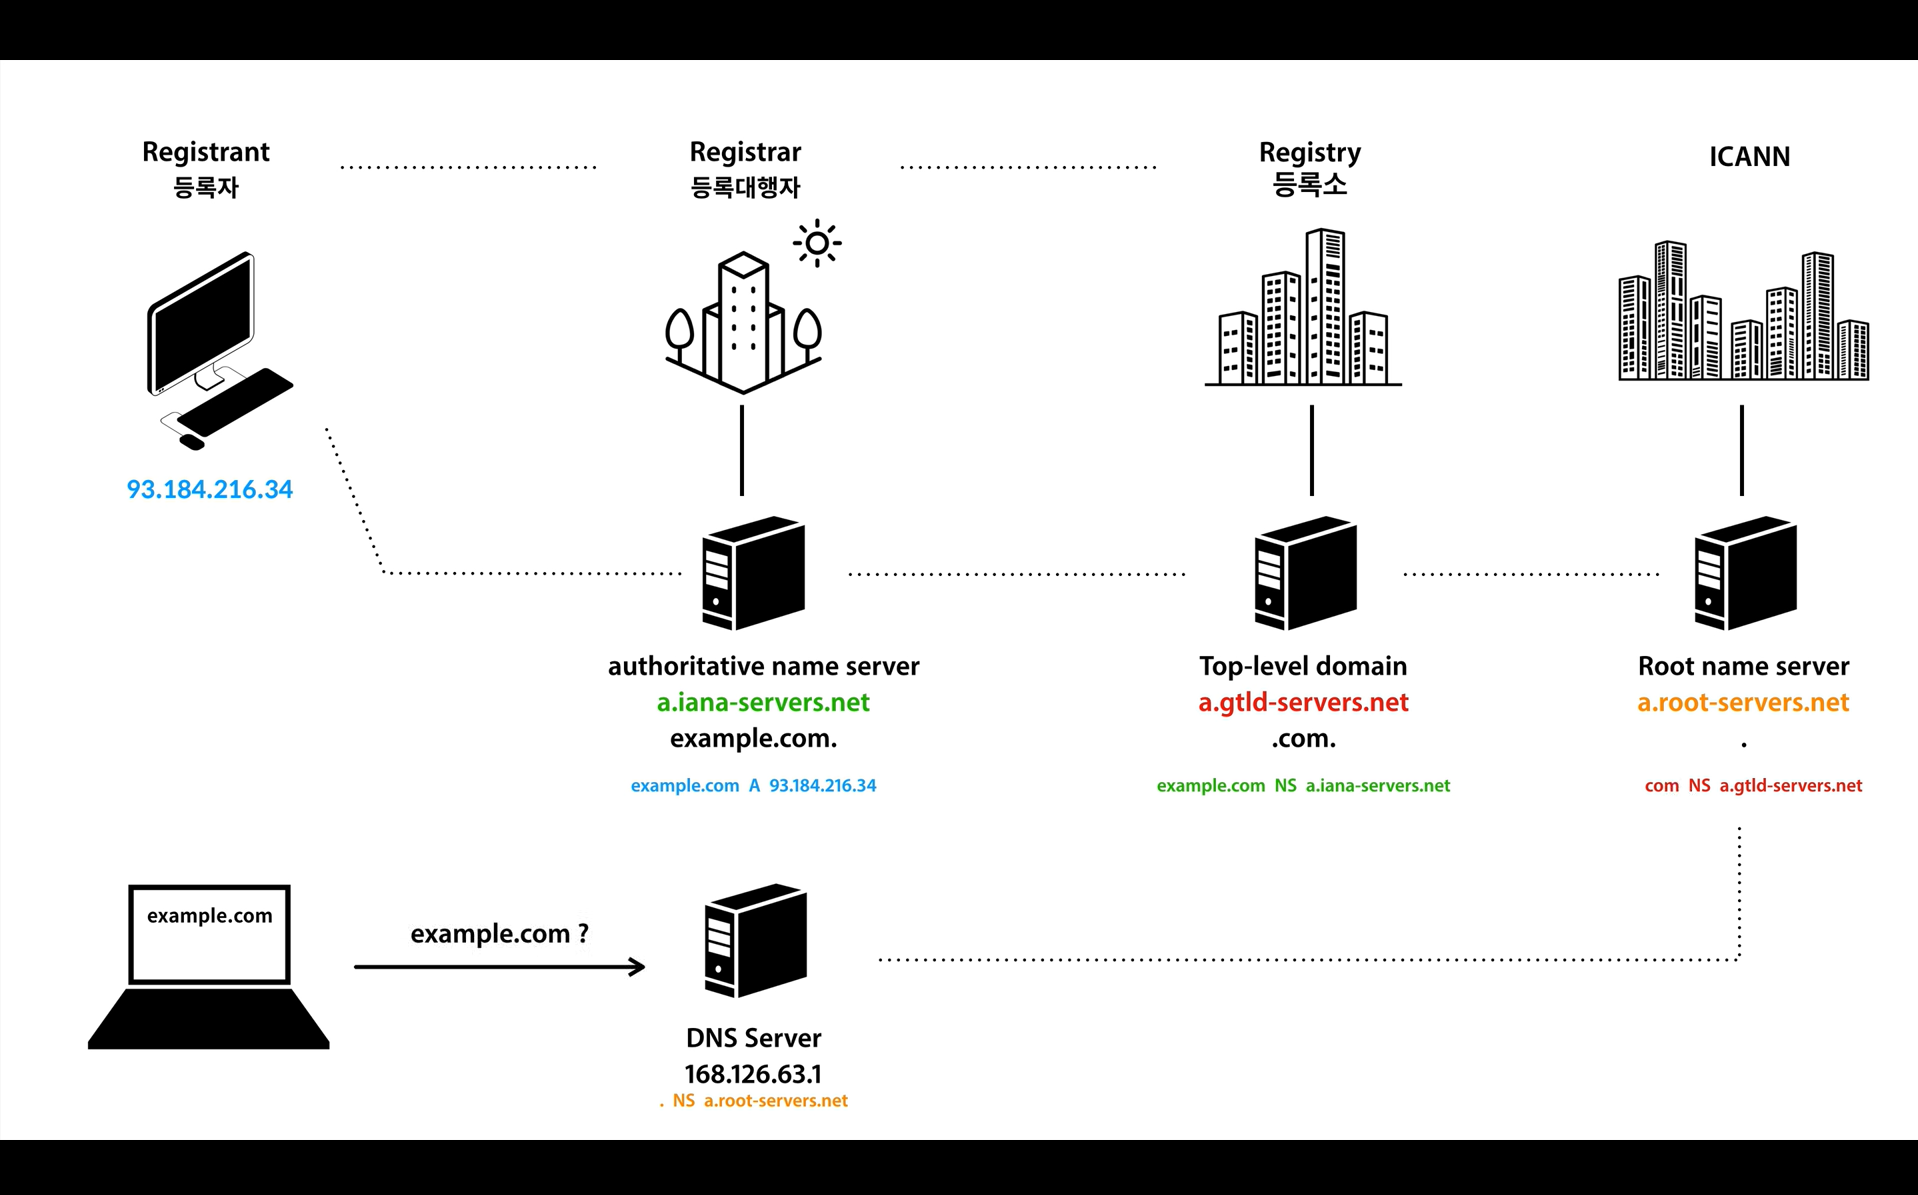 Registrant
등록자
Registrar
등록대행자
Registry
등록소
ICANN
93.184.216.34
authoritative name server
a.iana-servers.net
example.com.
example.com A 93.184.216.34
Top-level domain
a.gtld-servers.net
.com.
example.com NS a.iana-servers.net
Root name server
a.root-servers.net
.
com NS a.gtld-servers.net
example.com
example.com ?
DNS Server
168.126.63.1
. NS a.root-servers.net